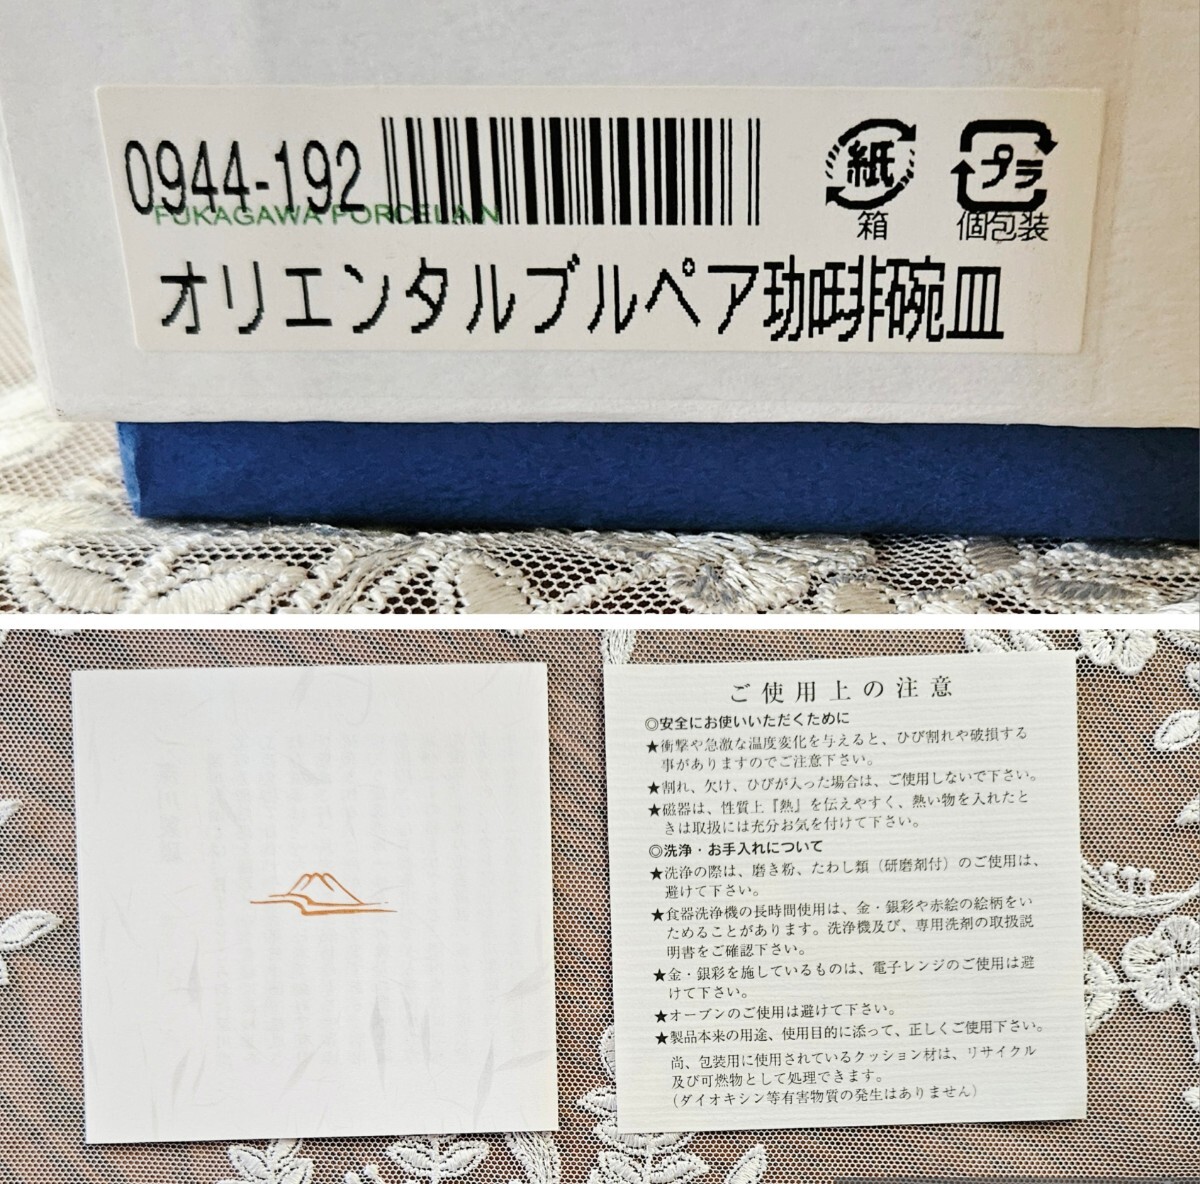 0944-192
FUKAGAWA PORCELAIN
紙
箱
プラ
個包装
オリエンタルブルペア珈琲碗皿
ご使用上の注意
◎安全にお使いいただくために
★衝撃や急激な温度変化を与えると、ひび割れや破損する
事がありますのでご注意下さい。
★割れ、欠け、ひびが入った場合は、ご使用しないで下さい。
★磁器は、性質上『熱』を伝えやすく、熱い物を入れたと
きは取扱には充分お気を付けて下さい。
◎洗浄・お手入れについて
★洗浄の際は、磨き粉、たわし類（研磨剤付）のご使用は、
避けて下さい。
★食器洗浄機の長時間使用は、金・銀彩や赤絵の絵柄をい
ためることがあります。洗浄機及び、専用洗剤の取扱説
明書をご確認下さい。
★金・銀彩を施しているものは、電子レンジのご使用は避
けて下さい。
★オーブンのご使用は避けて下さい。
★製品本来の用途、使用目的に添って、正しくご使用下さい。
尚、包装用に使用されているクッション材は、リサイクル
及び可燃物として処理できます。
（ダイオキシン等有害物質の発生はありません）